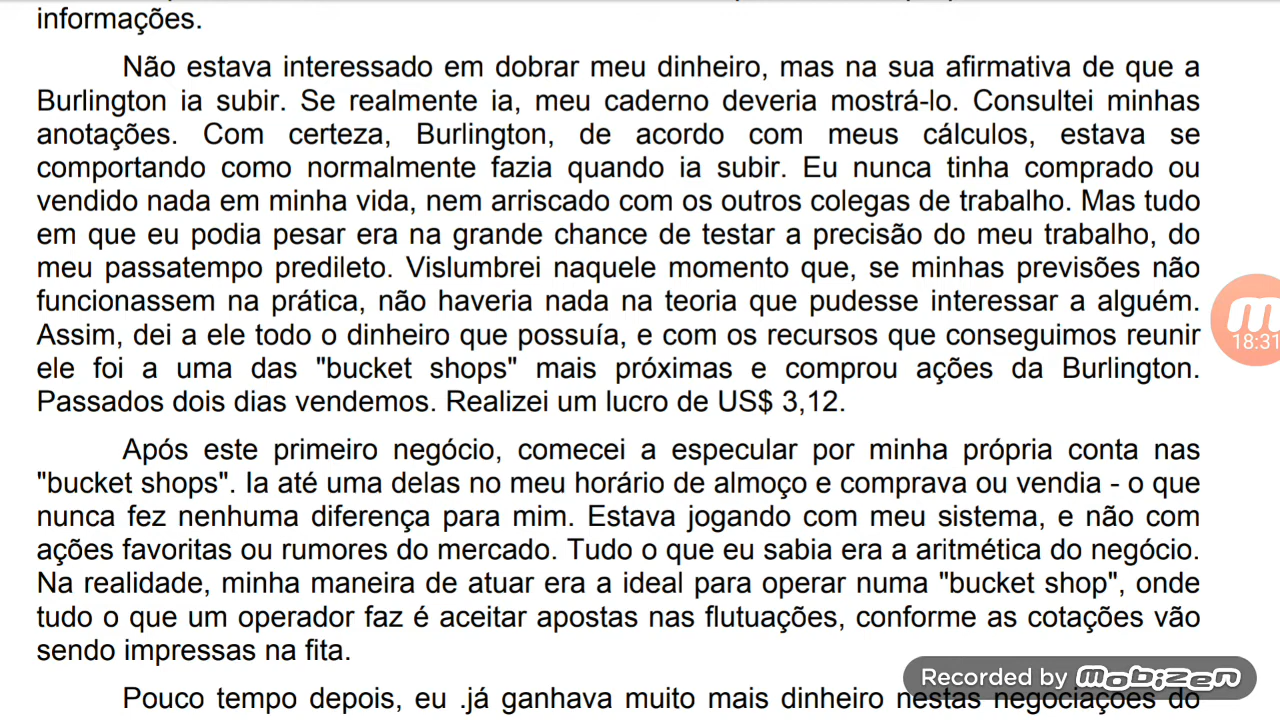 informações.
Não estava interessado em dobrar meu dinheiro, mas na sua afirmativa de que a
Burlington ia subir. Se realmente ia, meu caderno deveria mostrá-lo. Consultei minhas
anotações. Com certeza, Burlington, de acordo com meus cálculos, estava se
comportando como normalmente fazia quando ia subir. Eu nunca tinha comprado ou
vendido nada em minha vida, nem arriscado com os outros colegas de trabalho. Mas tudo
em que eu podia pesar era na grande chance de testar a precisão do meu trabalho, do
meu passatempo predileto. Vislumbrei naquele momento que, se minhas previsões não
funcionassem na prática, não haveria nada na teoria que pudesse interessar a alguém.
Assim, dei a ele todo o dinheiro que possuía, e com os recursos que conseguimos reunir
ele foi a uma das "bucket shops" mais próximas e comprou ações da Burlington.
Passados dois dias vendemos. Realizei um lucro de US$ 3,12.
Após este primeiro negócio, comecei a especular por minha própria conta nas
"bucket shops". Ia até uma delas no meu horário de almoço e comprava ou vendia - o que
nunca fez nenhuma diferença para mim. Estava jogando com meu sistema, e não com
ações favoritas ou rumores do mercado. Tudo o que eu sabia era a aritmética do negócio.
Na realidade, minha maneira de atuar era a ideal para operar numa "bucket shop", onde
tudo o que um operador faz é aceitar apostas nas flutuações, conforme as cotações vão
sendo impressas na fita.
Pouco tempo depois, eu .já ganhava muito mais dinheiro nestas negociações do
18:31
Recorded by mobizen